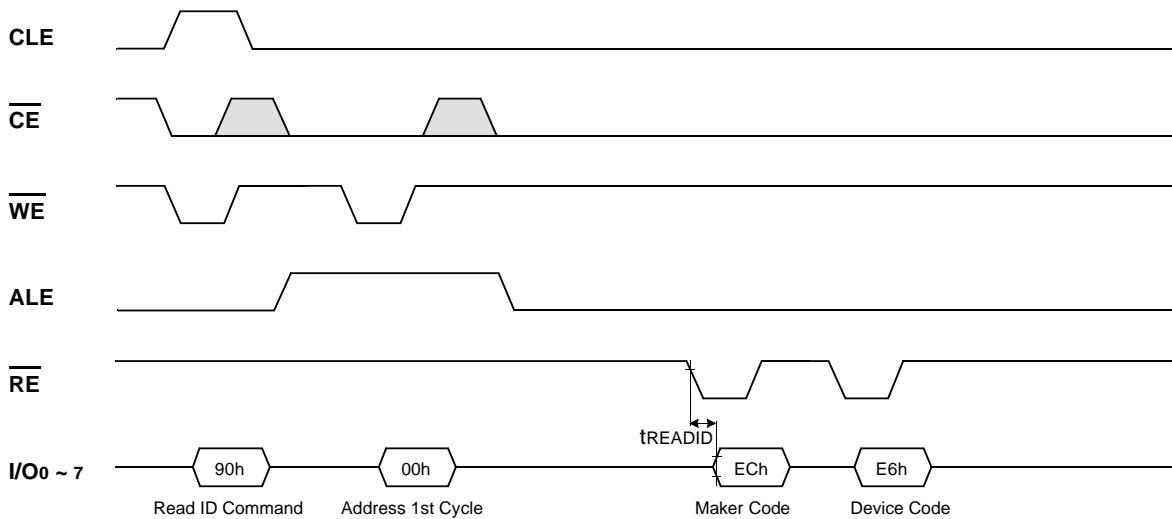 CLE
CE
WE
ALE
RE
tREADID
I/O0 ~ 7
90h
00h
ECh
E6h
Read ID Command
Address 1st Cycle
Maker Code
Device Code